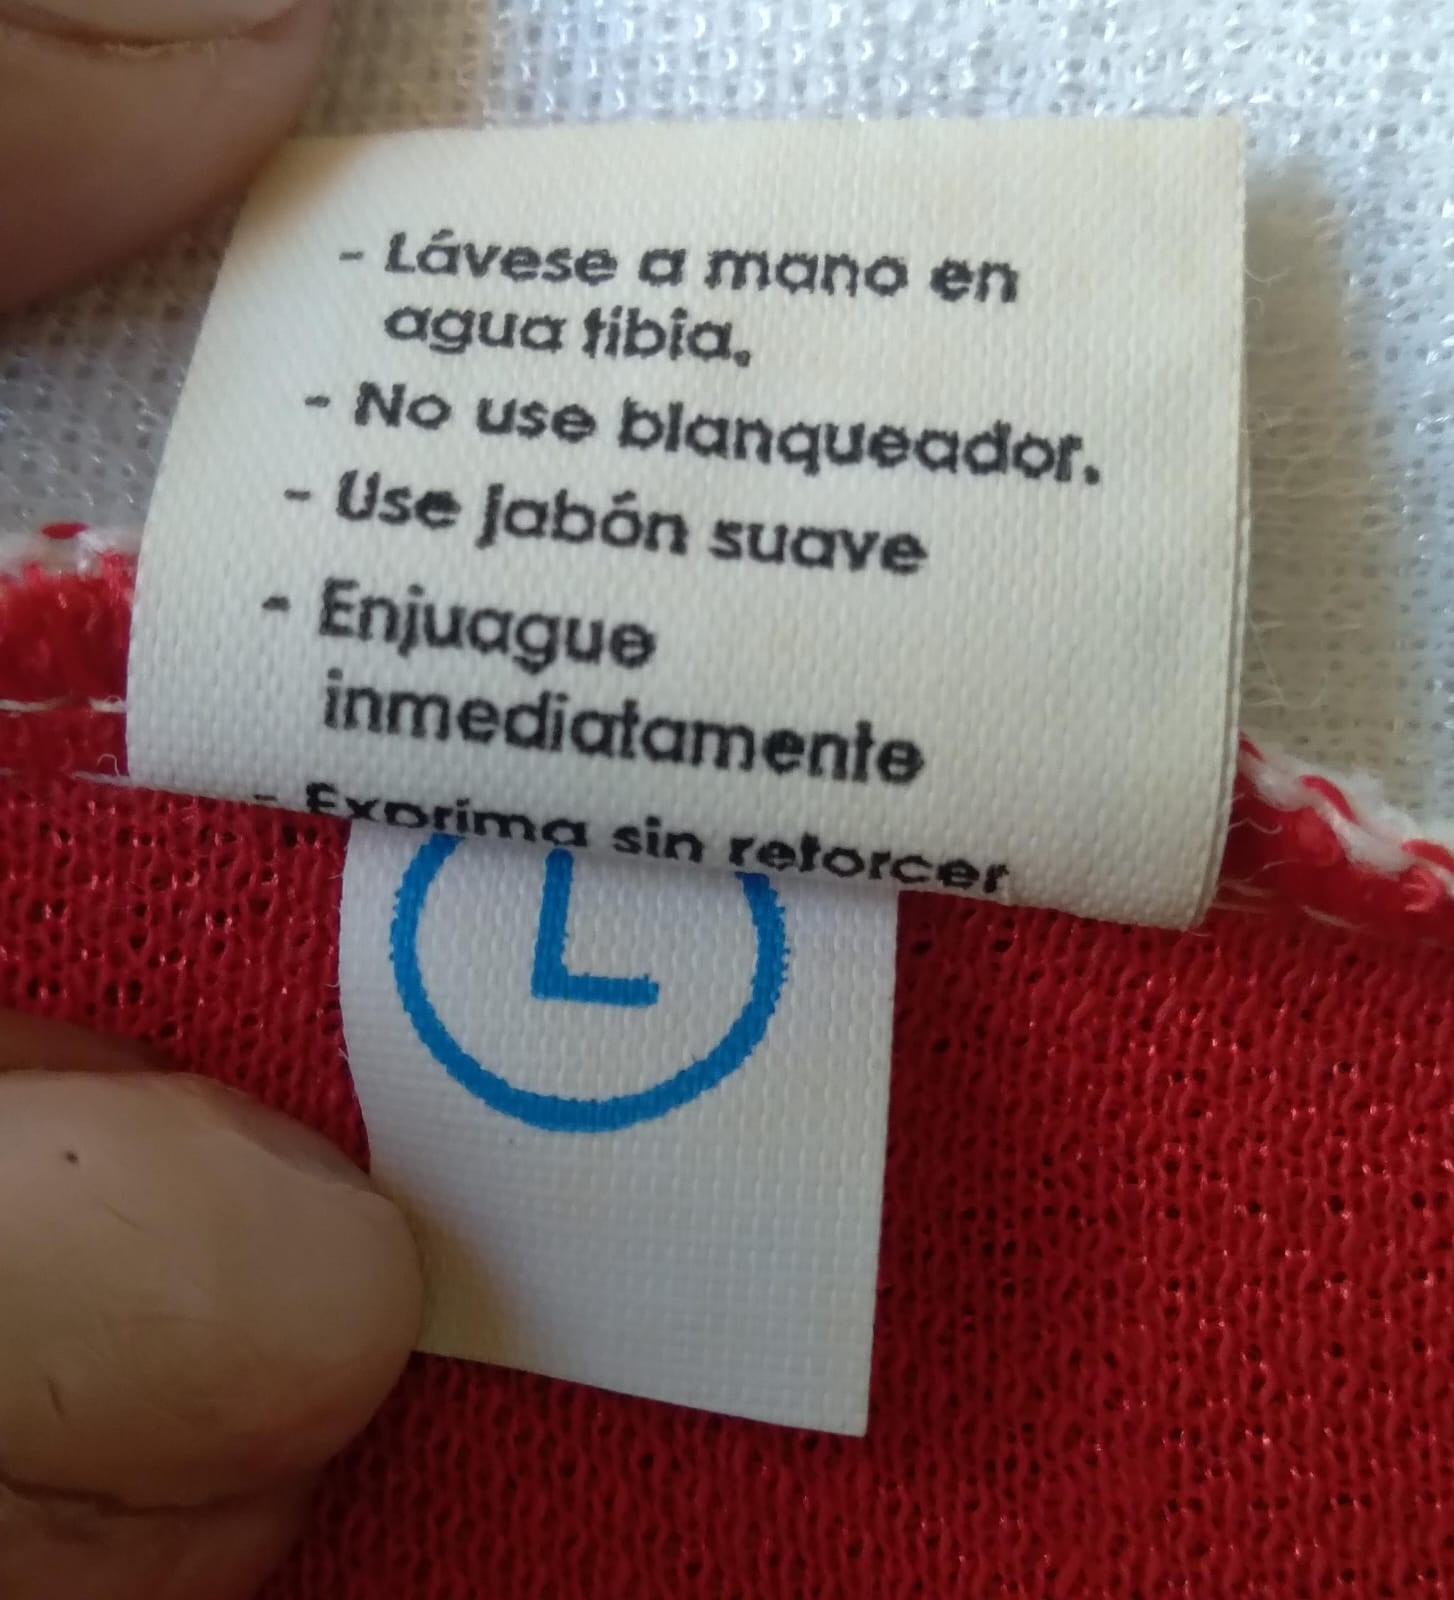 - Lávese a mano en
agua tibia.
- No use blanqueador.
- Use jabón suave
- Enjuague
inmediatamente
- Exprima sin retorcer
L